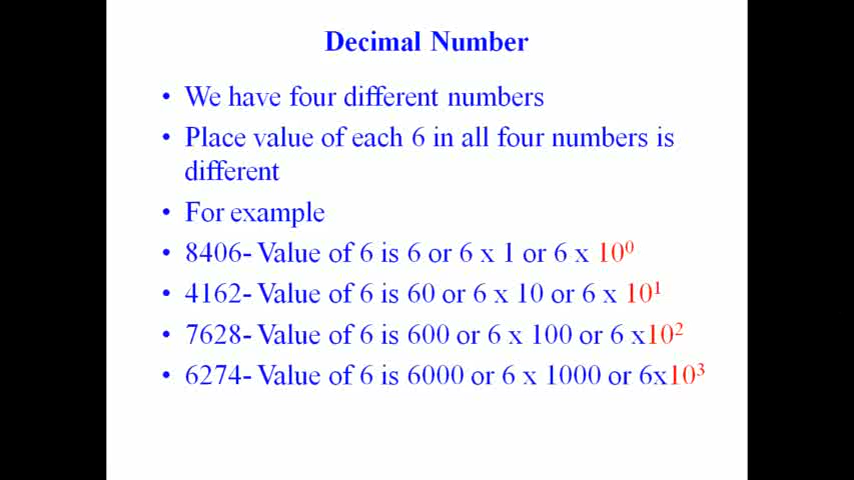 Decimal Number
• We have four different numbers
• Place value of each 6 in all four numbers is
different
• For example
• 8406- Value of 6 is 6 or 6 x 1 or 6 x 10⁰
• 4162- Value of 6 is 60 or 6 x 10 or 6 x 10¹
• 7628- Value of 6 is 600 or 6 x 100 or 6 x10²
• 6274- Value of 6 is 6000 or 6 x 1000 or 6x10³